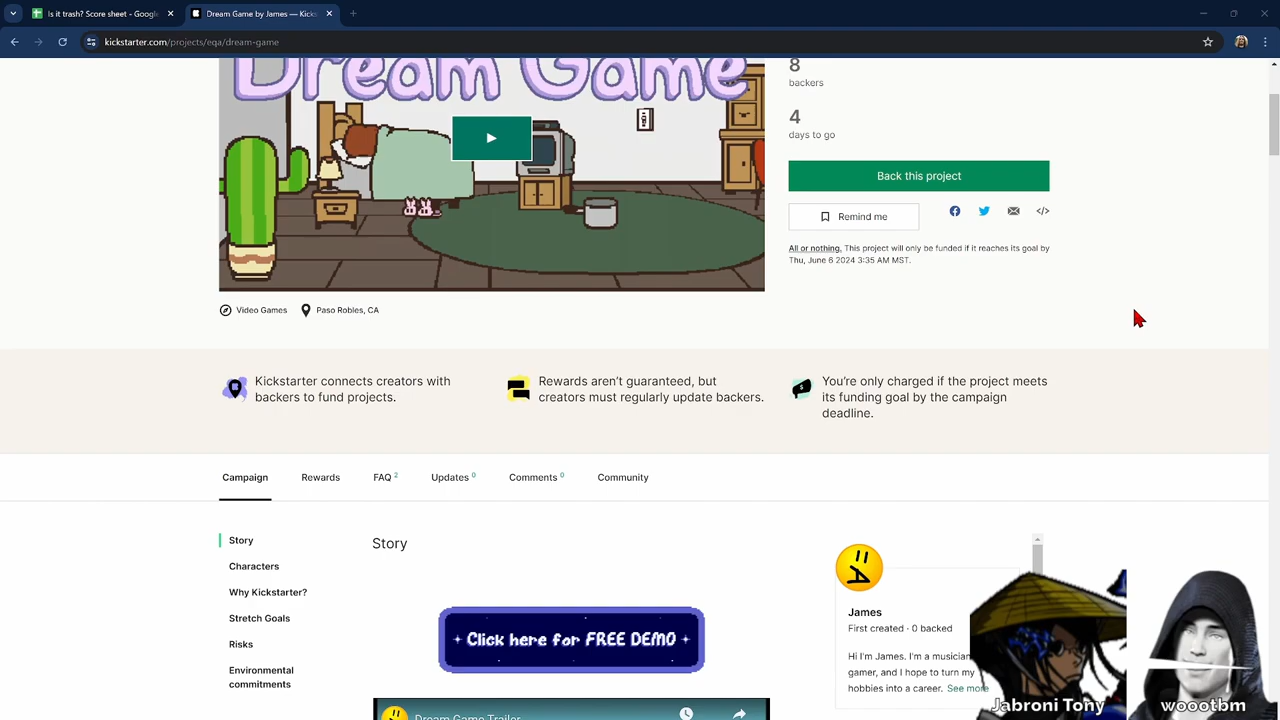 Is it trash? Score sheet - Google
Dream Game by James — Kicks
kickstarter.com/projects/eqa/dream-game
Dream Game
8
backers
4
days to go
Back this project
Remind me
All or nothing. This project will only be funded if it reaches its goal by
Thu, June 6 2024 3:35 AM MST.
Video Games
Paso Robles, CA
Kickstarter connects creators with
backers to fund projects.
Rewards aren't guaranteed, but
creators must regularly update backers.
You're only charged if the project meets
its funding goal by the campaign
deadline.
Campaign
Rewards
FAQ 2
Updates 0
Comments 0
Community
Story
Characters
Why Kickstarter?
Stretch Goals
Risks
Environmental
commitments
Story
Click here for FREE DEMO
Dream Game Trailer
James
First created · 0 backed
Hi I'm James. I'm a musician
gamer, and I hope to turn my
hobbies into a career. See more
Jabroni Tony
woootbm